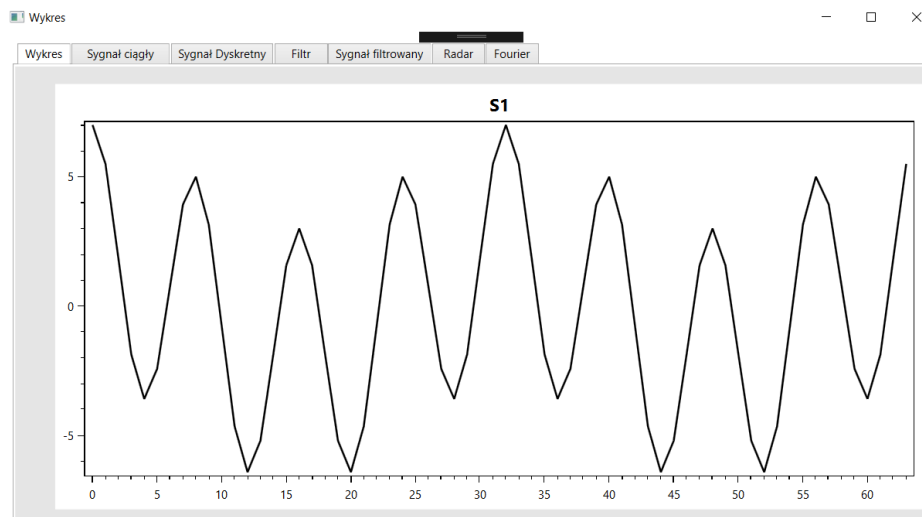 Wykres
Wykres Sygnał ciągły Sygnał Dyskretny Filtr Sygnał filtrowany Radar Fourier
S1
5
0
-5
0 5 10 15 20 25 30 35 40 45 50 55 60